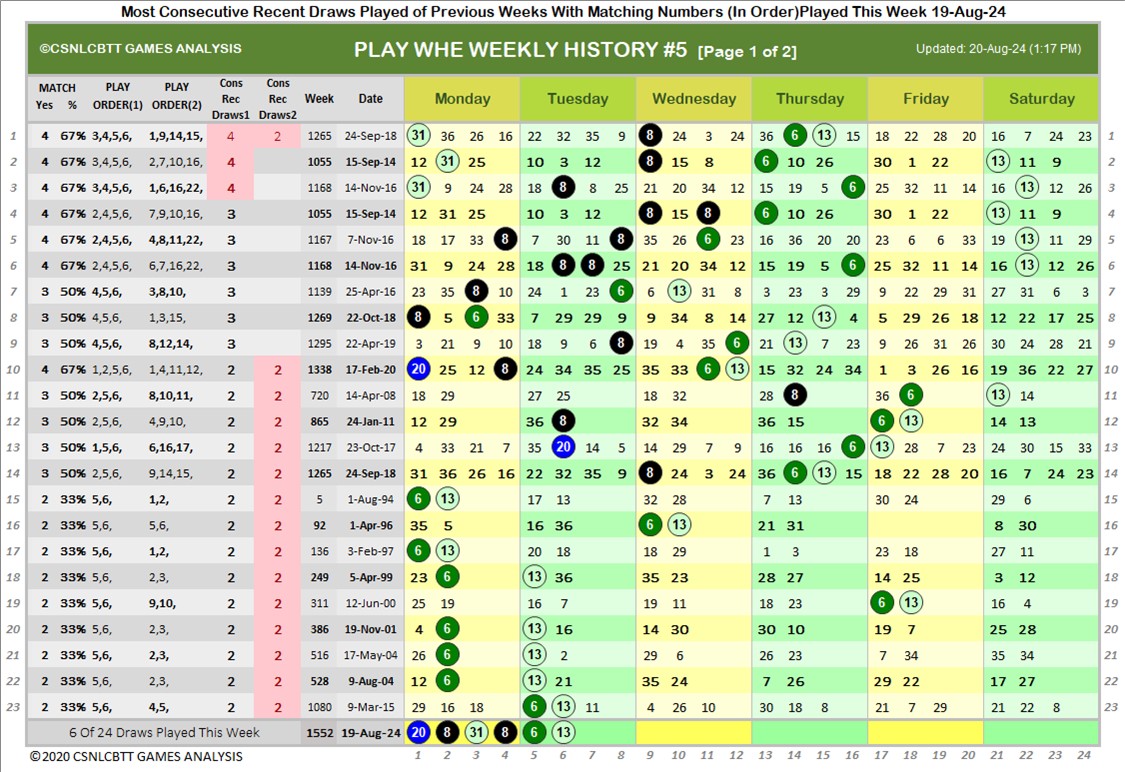 Most Consecutive Recent Draws Played of Previous Weeks With Matching Numbers (In Order)Played This Week 19-Aug-24
©CSNLCBTT GAMES ANALYSIS PLAY WHE WEEKLY HISTORY #5 [Page 1 of 2] Updated: 20-Aug-24 (1:17 PM)
MATCH PLAY PLAY Cons Cons
Yes % ORDER(1) ORDER(2) Rec Rec Week Date Monday Tuesday Wednesday Thursday Friday Saturday
Draws1 Draws2
1 4 67% 3,4,5,6, 1,9,14,15, 4 2 1265 24-Sep-18 31 36 26 16 22 32 35 9 8 24 3 24 36 6 13 15 18 22 28 20 16 7 24 23 1
2 4 67% 3,4,5,6, 2,7,10,16, 4 1055 15-Sep-14 12 31 25 10 3 12 8 15 8 6 10 26 30 1 22 13 11 9 2
3 4 67% 3,4,5,6, 1,6,16,22, 4 1168 14-Nov-16 31 9 24 28 18 8 8 25 21 20 34 12 15 19 5 6 25 32 11 14 16 13 12 26 3
4 4 67% 2,4,5,6, 7,9,10,16, 3 1055 15-Sep-14 12 31 25 10 3 12 8 15 8 6 10 26 30 1 22 13 11 9 4
5 4 67% 2,4,5,6, 4,8,11,22, 3 1167 7-Nov-16 18 17 33 8 7 30 11 8 35 26 6 23 16 36 20 20 23 6 6 33 19 13 11 29 5
6 4 67% 2,4,5,6, 6,7,16,22, 3 1168 14-Nov-16 31 9 24 28 18 8 8 25 21 20 34 12 15 19 5 6 25 32 11 14 16 13 12 26 6
7 3 50% 4,5,6, 3,8,10, 3 1139 25-Apr-16 23 35 8 10 24 1 23 6 6 13 31 8 3 23 3 29 9 22 29 31 27 31 6 3 7
8 3 50% 4,5,6, 1,3,15, 3 1269 22-Oct-18 8 5 6 33 7 29 29 9 9 34 8 14 27 12 13 4 5 29 26 18 12 22 17 25 8
9 3 50% 4,5,6, 8,12,14, 3 1295 22-Apr-19 3 21 9 10 18 9 6 8 19 4 35 6 21 13 7 23 9 26 31 26 30 24 28 21 9
10 4 67% 1,2,5,6, 1,4,11,12, 2 2 1338 17-Feb-20 20 25 12 8 24 34 35 25 35 33 6 13 15 32 24 34 1 3 26 16 19 36 22 27 10
11 3 50% 2,5,6, 8,10,11, 2 2 720 14-Apr-08 18 29 27 25 18 32 28 8 36 6 13 14 11
12 3 50% 2,5,6, 4,9,10, 2 2 865 24-Jan-11 12 29 36 8 32 34 36 15 6 13 14 13 12
13 3 50% 1,5,6, 6,16,17, 2 2 1217 23-Oct-17 4 33 21 7 35 20 14 5 14 29 7 9 16 16 16 6 13 28 7 23 24 30 15 33 13
14 3 50% 2,5,6, 9,14,15, 2 2 1265 24-Sep-18 31 36 26 16 22 32 35 9 8 24 3 24 36 6 13 15 18 22 28 20 16 7 24 23 14
15 2 33% 5,6, 1,2, 2 2 5 1-Aug-94 6 13 17 13 32 28 7 13 30 24 29 6 15
16 2 33% 5,6, 5,6, 2 2 92 1-Apr-96 35 5 16 36 6 13 21 31 8 30 16
17 2 33% 5,6, 1,2, 2 2 136 3-Feb-97 6 13 20 18 18 29 1 3 23 18 27 11 17
18 2 33% 5,6, 2,3, 2 2 249 5-Apr-99 23 6 13 36 35 23 28 27 14 25 3 12 18
19 2 33% 5,6, 9,10, 2 2 311 12-Jun-00 25 19 16 7 19 11 18 23 6 13 16 4 19
20 2 33% 5,6, 2,3, 2 2 386 19-Nov-01 4 6 13 16 14 30 30 10 19 7 25 28 20
21 2 33% 5,6, 2,3, 2 2 516 17-May-04 26 6 13 2 29 6 26 23 7 34 35 34 21
22 2 33% 5,6, 2,3, 2 2 528 9-Aug-04 12 6 13 21 35 24 7 26 29 22 17 27 22
23 2 33% 5,6, 4,5, 2 2 1080 9-Mar-15 29 16 18 6 13 11 4 26 10 30 18 8 21 7 29 21 22 8 23
6 Of 24 Draws Played This Week 1552 19-Aug-24 20 8 31 8 6 13
©2020 CSNLCBTT GAMES ANALYSIS 1 2 3 4 5 6 7 8 9 10 11 12 13 14 15 16 17 18 19 20 21 22 23 24